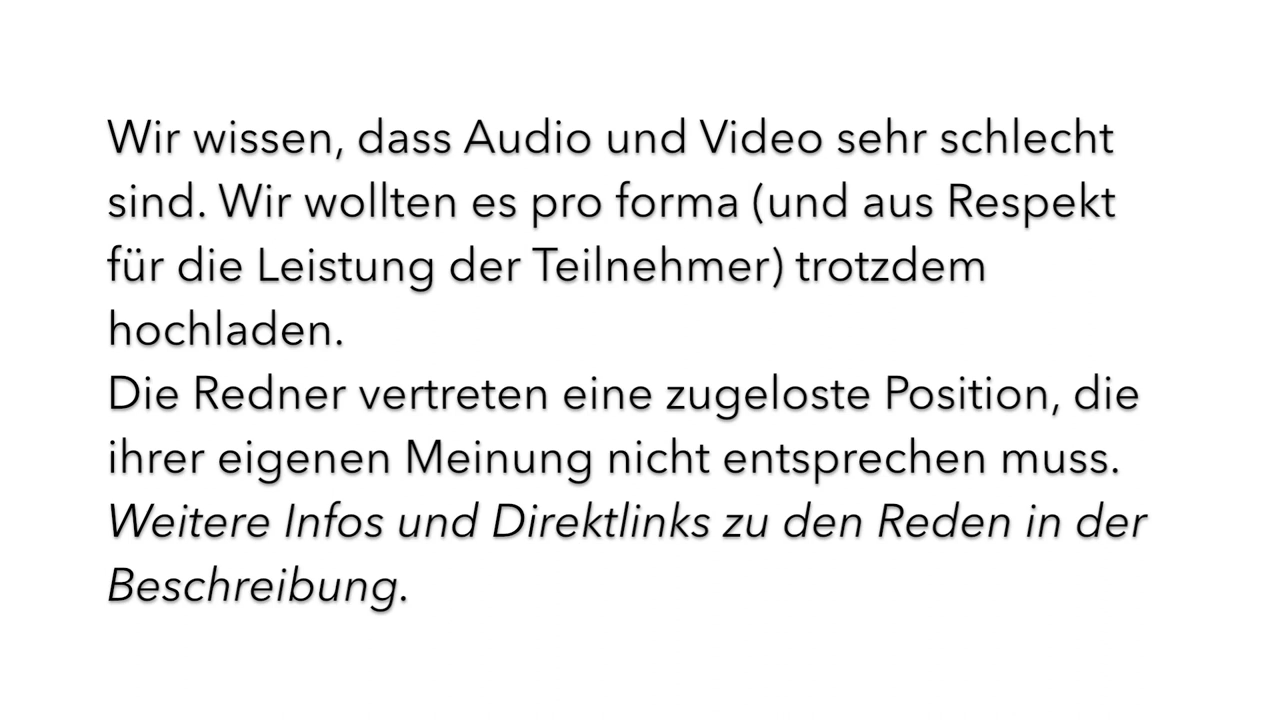 Wir wissen, dass Audio und Video sehr schlecht
sind. Wir wollten es pro forma (und aus Respekt
für die Leistung der Teilnehmer) trotzdem
hochladen.
Die Redner vertreten eine zugeloste Position, die
ihrer eigenen Meinung nicht entsprechen muss.
Weitere Infos und Direktlinks zu den Reden in der
Beschreibung.